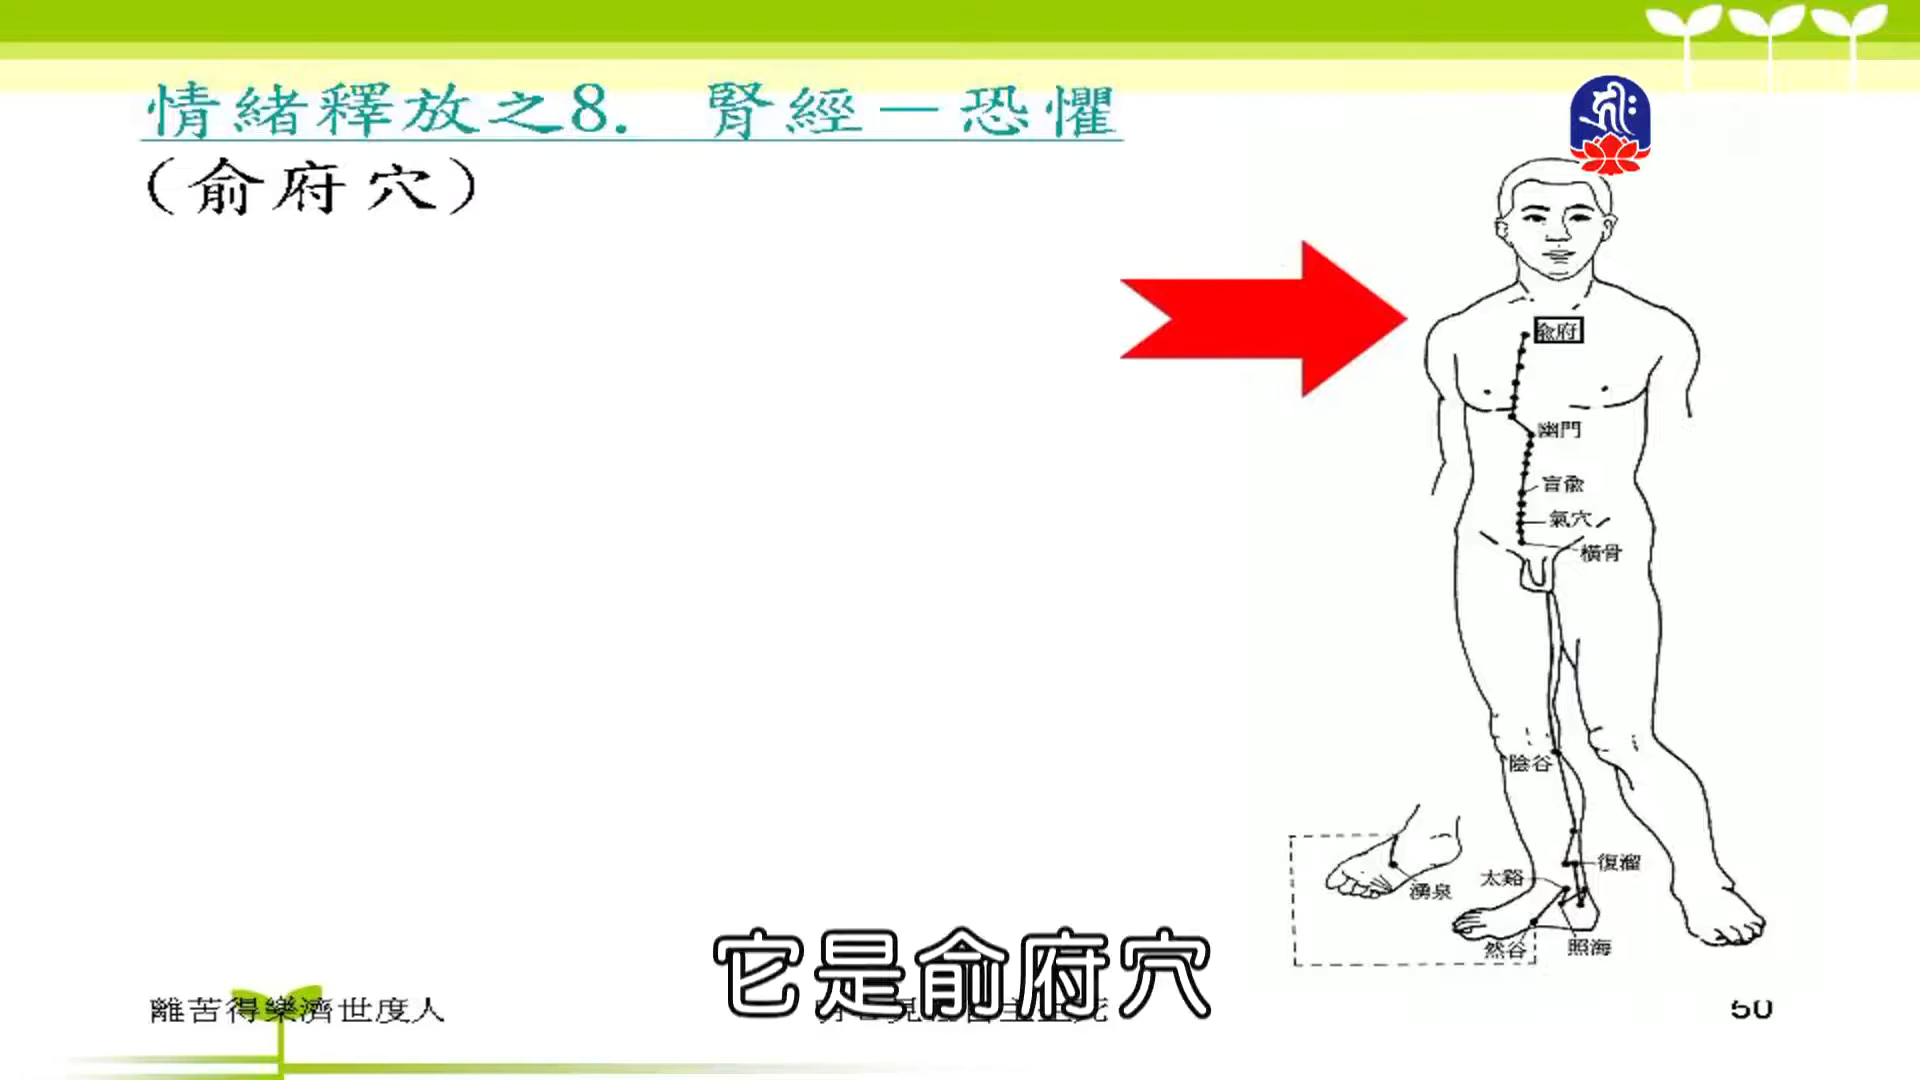 情緒釋放之8. 腎經－恐懼
(俞府穴)
俞府
幽門
肓俞
氣穴
橫骨
陰谷
復溜
太谿
湧泉
然谷
照海
它是俞府穴
離苦得樂濟世度人
50